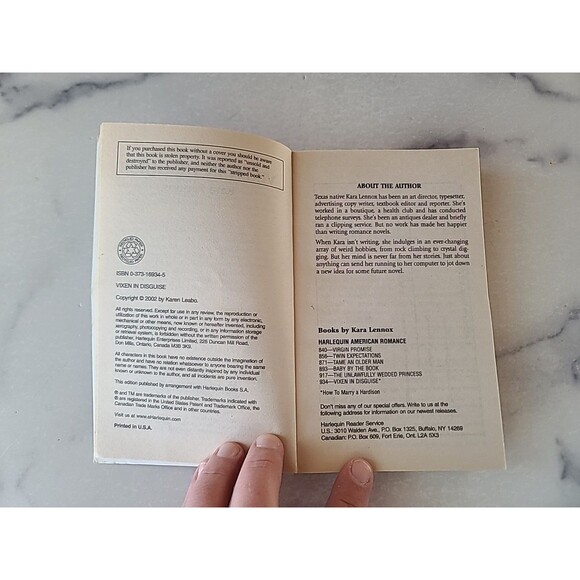 If you purchased this book without a cover you should be aware
that this book is stolen property. It was reported as "unsold and
destroyed" to the publisher, and neither the author nor the
publisher has received any payment for this "stripped book."
ISBN 0-373-16934-5
VIXEN IN DISGUISE
Copyright © 2002 by Karen Leabo.
All rights reserved. Except for use in any review, the reproduction or
utilization of this work in whole or in part in any form by any electronic,
mechanical or other means, now known or hereafter invented, including
xerography, photocopying and recording, or in any information storage
or retrieval system, is forbidden without the written permission of the
publisher, Harlequin Enterprises Limited, 225 Duncan Mill Road,
Don Mills, Ontario, Canada M3B 3K9.
All characters in this book have no existence outside the imagination of
the author and have no relation whatsoever to anyone bearing the same
name or names. They are not even distantly inspired by any individual
known or unknown to the author, and all incidents are pure invention.
This edition published by arrangement with Harlequin Books S.A.
® and TM are trademarks of the publisher. Trademarks indicated with
® are registered in the United States Patent and Trademark Office, the
Canadian Trade Marks Office and in other countries.
Visit us at www.eHarlequin.com
Printed in U.S.A.
ABOUT THE AUTHOR
Texas native Kara Lennox has been an art director, typesetter,
advertising copy writer, textbook editor and reporter. She's
worked in a boutique, a health club and has conducted
telephone surveys. She's been an antiques dealer and briefly
ran a clipping service. But no work has made her happier
than writing romance novels.
When Kara isn't writing, she indulges in an ever-changing
array of weird hobbies, from rock climbing to crystal digging.
But her mind is never far from her stories. Just about
anything can send her running to her computer to jot down
a new idea for some future novel.
Books by Kara Lennox
HARLEQUIN AMERICAN ROMANCE
840—VIRGIN PROMISE
856—TWIN EXPECTATIONS
871—TAME AN OLDER MAN
893—BABY BY THE BOOK
917—THE UNLAWFULLY WEDDED PRINCESS
934—VIXEN IN DISGUISE*
*How To Marry a Hardison
Don't miss any of our special offers. Write to us at the
following address for information on our newest releases.
Harlequin Reader Service
U.S.: 3010 Walden Ave., P.O. Box 1325, Buffalo, NY 14269
Canadian: P.O. Box 609, Fort Erie, Ont. L2A 5X3